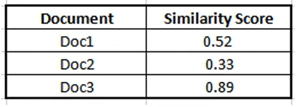 Document Similarity Score
Doc1 0.52
Doc2 0.33
Doc3 0.89